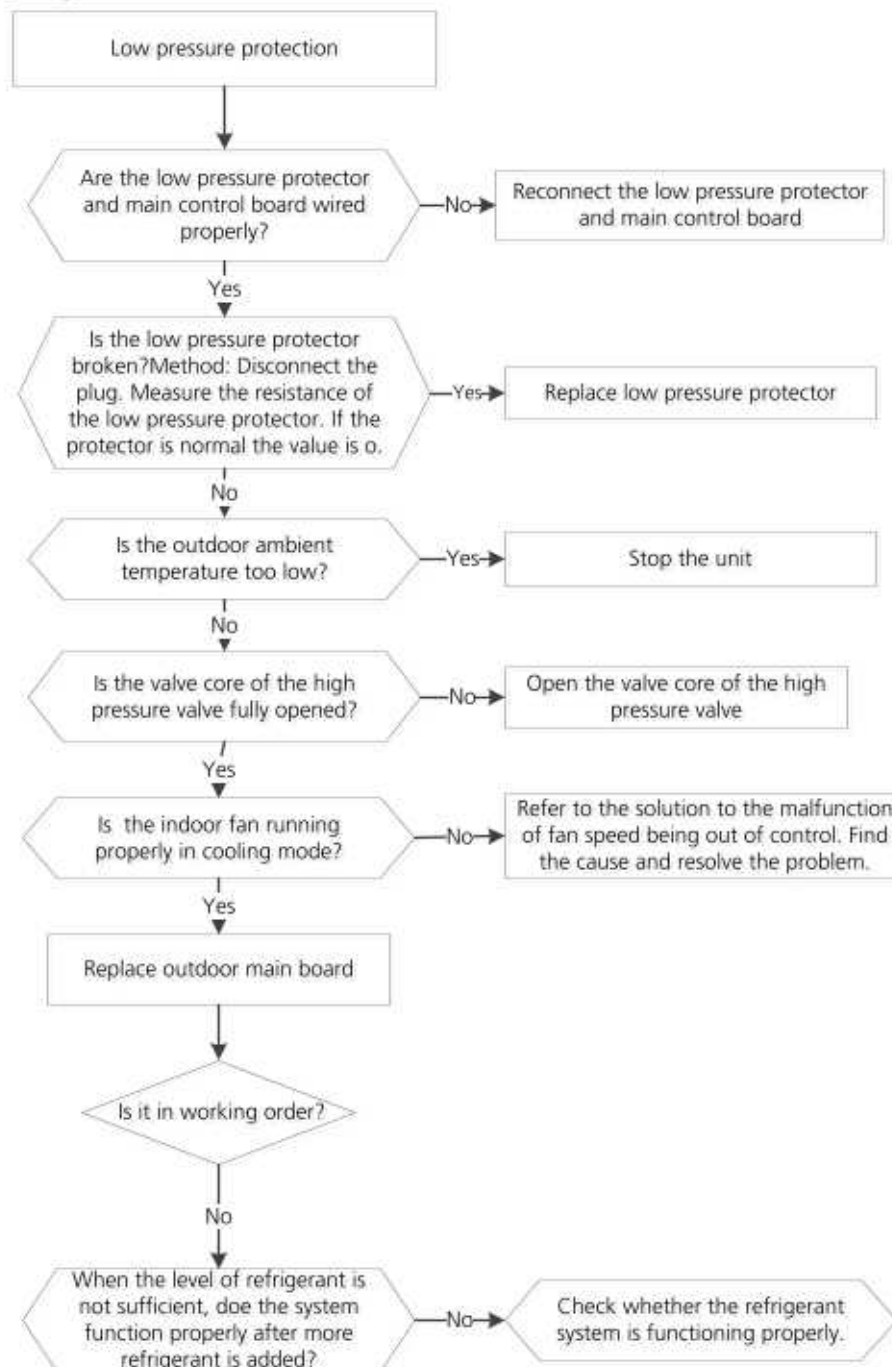 Low pressure protection
Are the low pressure protector
and main control board wired
properly?
No
Reconnect the low pressure protector
and main control board
Yes
Is the low pressure protector
broken?Method: Disconnect the
plug. Measure the resistance of
the low pressure protector. If the
protector is normal the value is o.
Yes
Replace low pressure protector
No
Is the outdoor ambient
temperature too low?
Yes
Stop the unit
No
Is the valve core of the high
pressure valve fully opened?
No
Open the valve core of the high
pressure valve
Yes
Is the indoor fan running
properly in cooling mode?
No
Refer to the solution to the malfunction
of fan speed being out of control. Find
the cause and resolve the problem.
Yes
Replace outdoor main board
Is it in working order?
No
When the level of refrigerant is
not sufficient, doe the system
function properly after more
refrigerant is added?
No
Check whether the refrigerant
system is functioning properly.